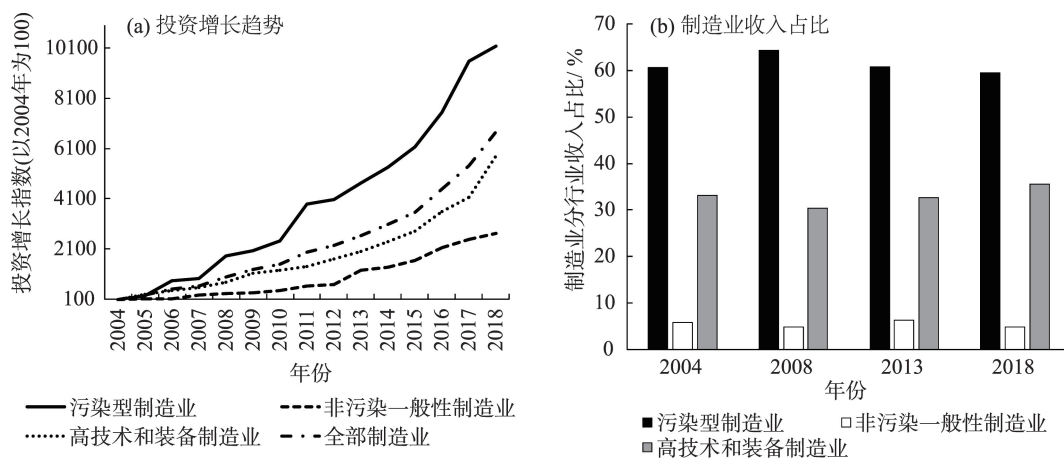 (a) 投资增长趋势
投资增长指数(以2004年为100)
10100
8100
6100
4100
2100
100
2004
2005
2006
2007
2008
2009
2010
2011
2012
2013
2014
2015
2016
2017
2018
年份
污染型制造业
非污染一般性制造业
高技术和装备制造业
全部制造业
(b) 制造业收入占比
制造业分行业收入占比/%
70
60
50
40
30
20
10
0
2004
2008
2013
2018
年份
污染型制造业
非污染一般性制造业
高技术和装备制造业